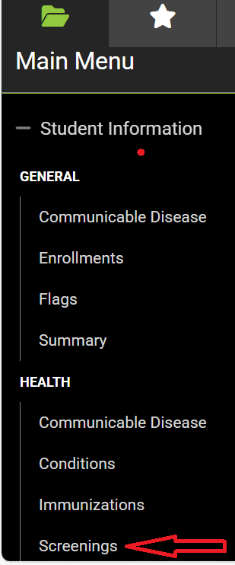 Main Menu
Student Information
GENERAL
Communicable Disease
Enrollments
Flags
Summary
HEALTH
Communicable Disease
Conditions
Immunizations
Screenings